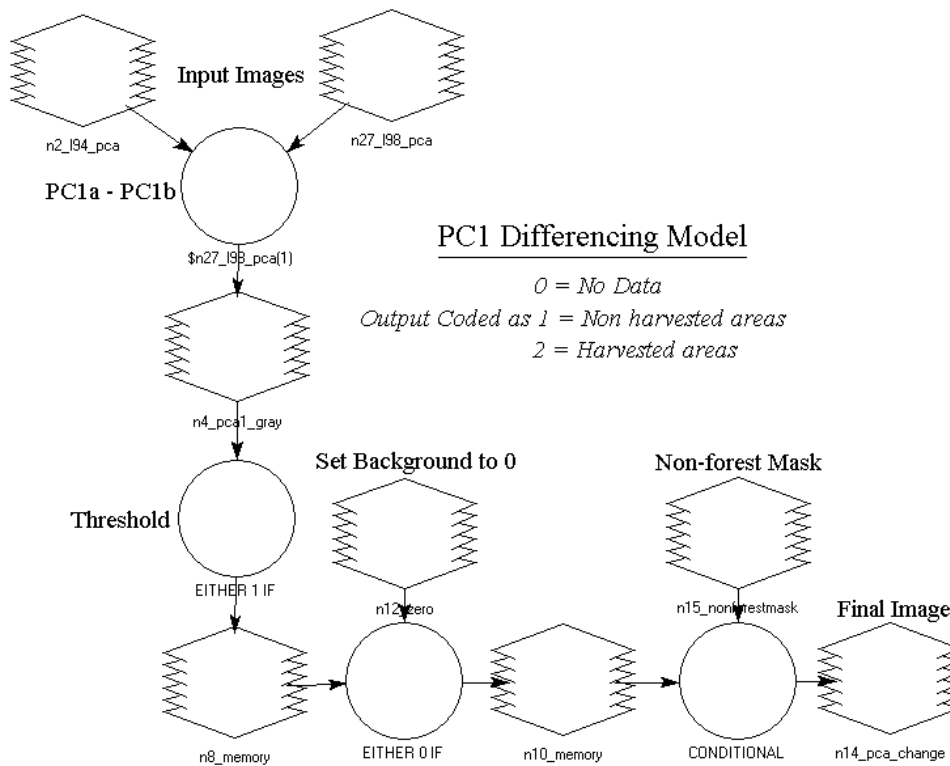 Input Images
n2_l94_pca
n27_l98_pca
PC1a - PC1b
$n27_l98_pca(1)
PC1 Differencing Model
0 = No Data
Output Coded as 1 = Non harvested areas
2 = Harvested areas
n4_pca1_gray
Set Background to 0
Non-forest Mask
Threshold
EITHER 1 IF
n12_zero
n15_nonforestmask
Final Image
n8_memory
EITHER 0 IF
n10_memory
CONDITIONAL
n14_pca_change